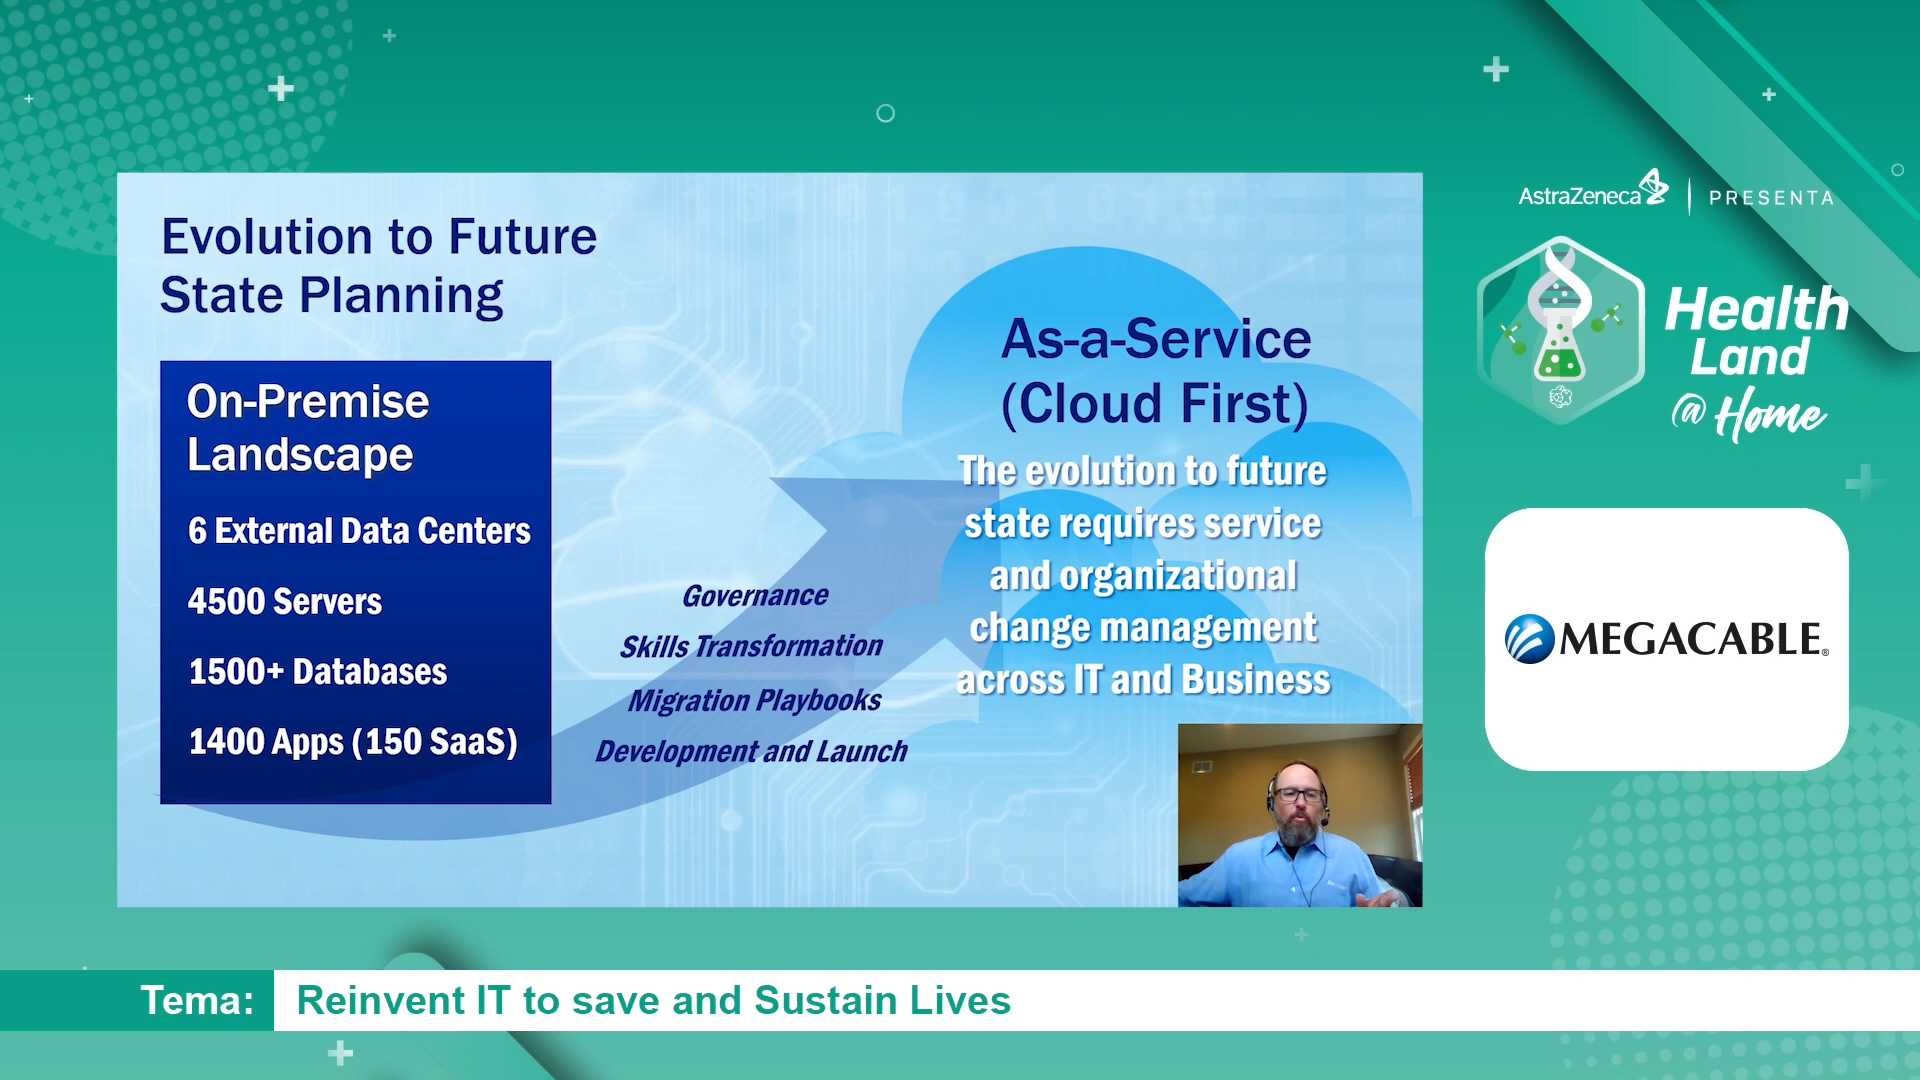 Evolution to Future
State Planning
On-Premise
Landscape
6 External Data Centers
4500 Servers
1500+ Databases
1400 Apps (150 SaaS)
Governance
Skills Transformation
Migration Playbooks
Development and Launch
As-a-Service
(Cloud First)
The evolution to future
state requires service
and organizational
change management
across IT and Business
AstraZeneca | PRESENTA
Health
Land
@ Home
MEGACABLE®
Tema: Reinvent IT to save and Sustain Lives